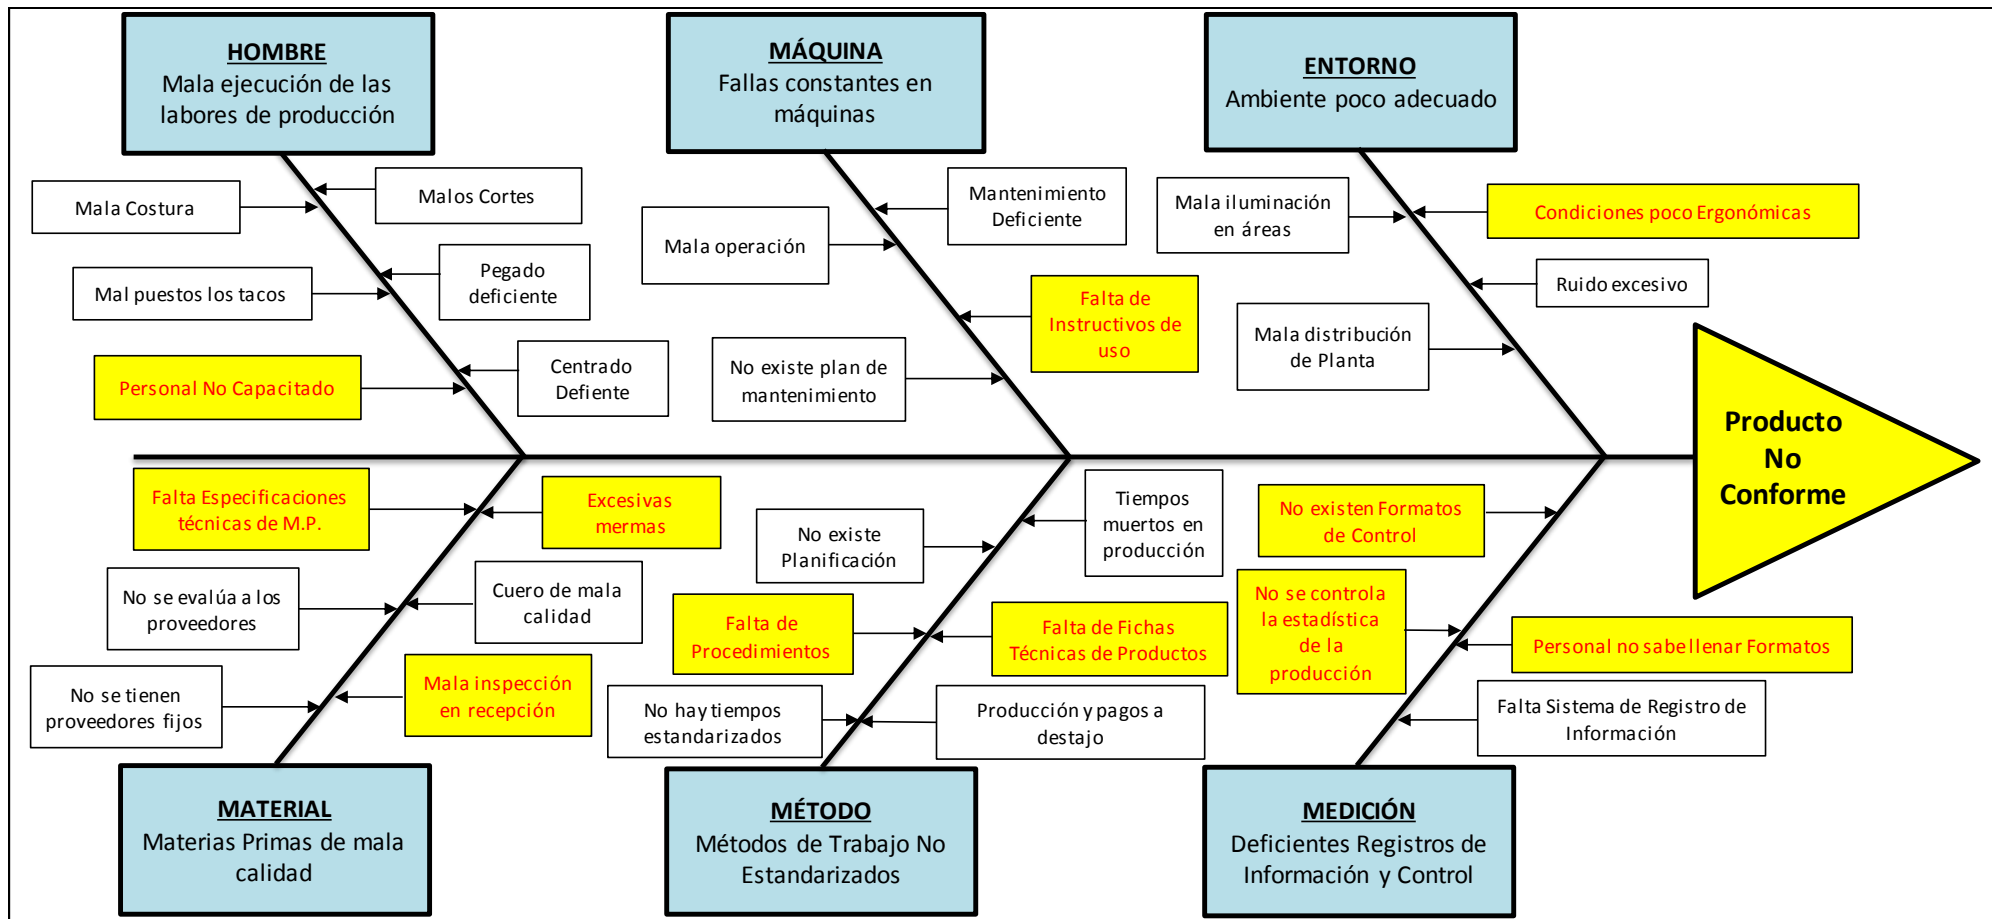 HOMBRE
Mala ejecución de las
labores de producción
MÁQUINA
Fallas constantes en
máquinas
ENTORNO
Ambiente poco adecuado
Mala Costura
Malos Cortes
Mal puestos los tacos
Pegado
deficiente
Personal No Capacitado
Centrado
Defiente
Mantenimiento
Deficiente
Mala operación
Falta de
Instructivos de
uso
No existe plan de
mantenimiento
Mala iluminación
en áreas
Condiciones poco Ergonómicas
Ruido excesivo
Mala distribución
de Planta
Producto
No
Conforme
Falta Especificaciones
técnicas de M.P.
Excesivas
mermas
No se evalúa a los
proveedores
Cuero de mala
calidad
No se tienen
proveedores fijos
Mala inspección
en recepción
Tiempos
muertos en
producción
No existe
Planificación
Falta de
Procedimientos
Falta de Fichas
Técnicas de Productos
No hay tiempos
estandarizados
Producción y pagos a
destajo
No existen Formatos
de Control
No se controla
la estadística
de la
producción
Personal no sabe llenar Formatos
Falta Sistema de Registro de
Información
MATERIAL
Materias Primas de mala
calidad
MÉTODO
Métodos de Trabajo No
Estandarizados
MEDICIÓN
Deficientes Registros de
Información y Control